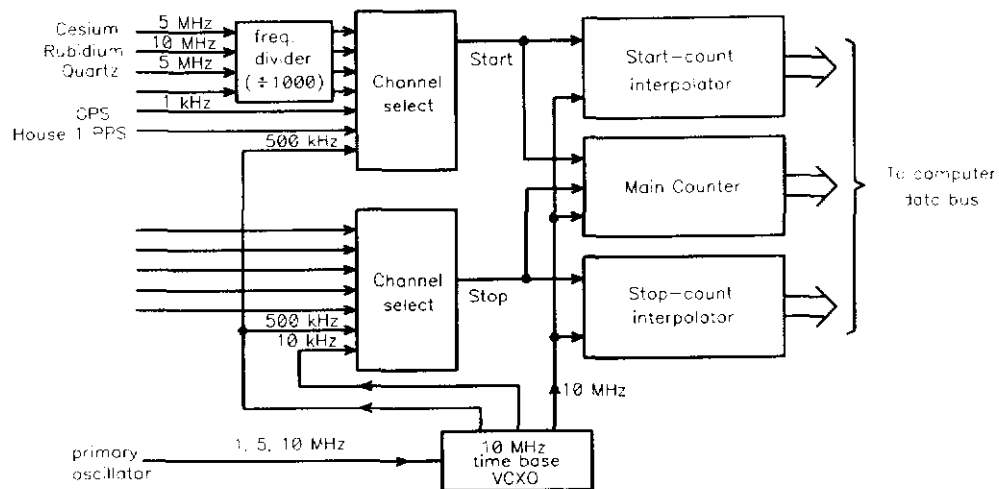 Cesium 5 MHz
Rubidium 10 MHz
Quartz 5 MHz
1 kHz
GPS
House 1 PPS
500 kHz
freq.
divider
(÷1000)
Channel
select
Start
Start-count
interpolator
Main Counter
To computer
data bus
Channel
select
Stop
Stop-count
interpolator
500 kHz
10 kHz
10 MHz
primary
oscillator
1, 5, 10 MHz
10 MHz
time base
VCXO